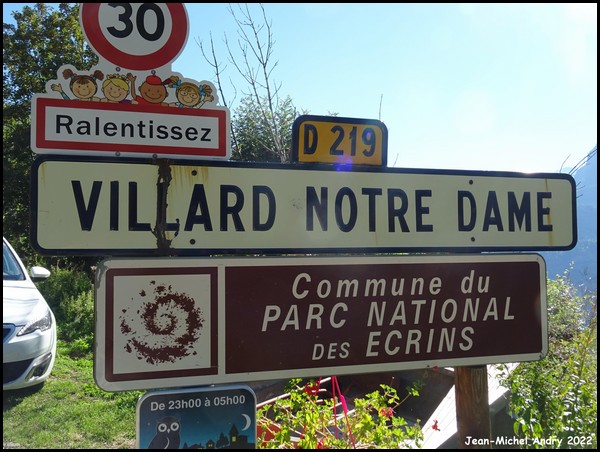 30
Ralentissez
D 219
VILLARD NOTRE DAME
Commune du
PARC NATIONAL
DES ECRINS
De 23H00 à 05H00
Jean-Michel Andry 2022